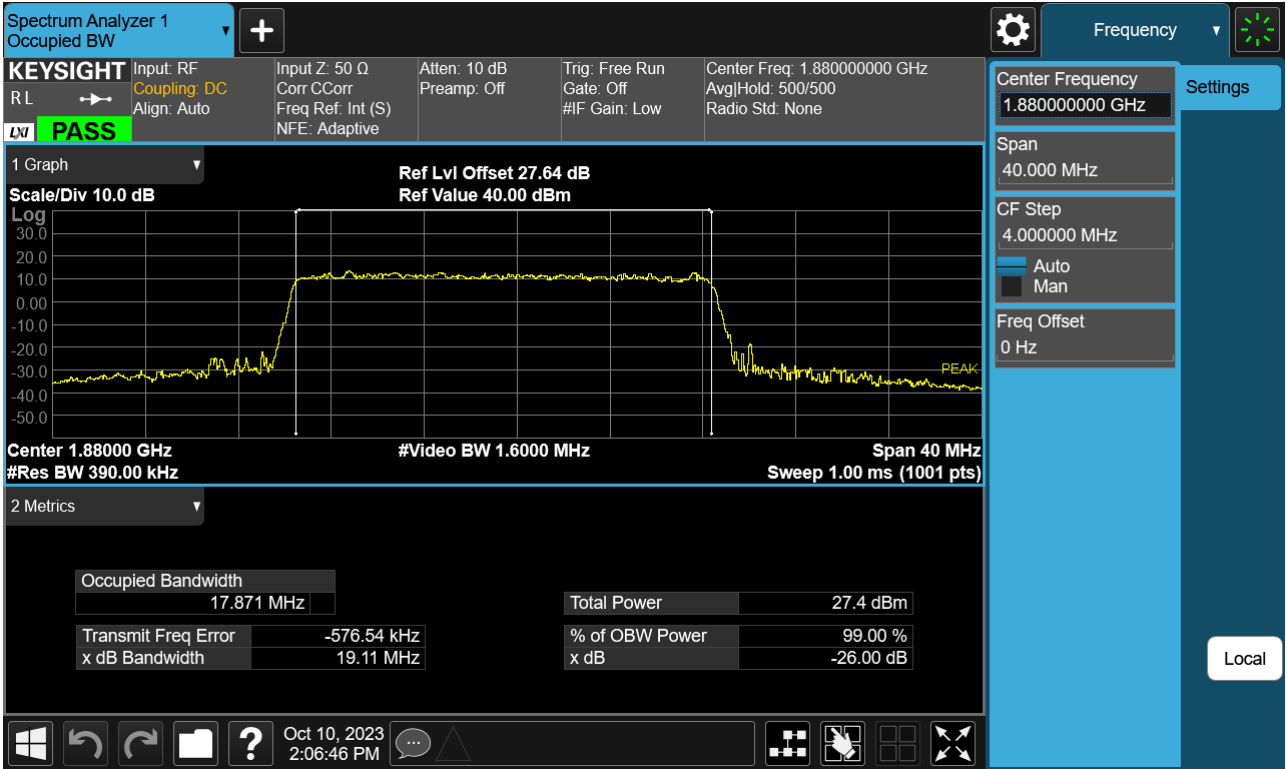 Spectrum Analyzer 1
Occupied BW
+
Frequency
KEYSIGHT
R L
LXI PASS
Input: RF
Coupling: DC
Align: Auto
Input Z: 50 Ω
Corr CCorr
Freq Ref: Int (S)
NFE: Adaptive
Atten: 10 dB
Preamp: Off
Trig: Free Run
Gate: Off
#IF Gain: Low
Center Freq: 1.880000000 GHz
Avg|Hold: 500/500
Radio Std: None
Center Frequency
1.880000000 GHz
Settings
Span
40.000 MHz
CF Step
4.000000 MHz
Auto
Man
Freq Offset
0 Hz
Local
1 Graph
Scale/Div 10.0 dB
Ref Lvl Offset 27.64 dB
Ref Value 40.00 dBm
Log
30.0
20.0
10.0
0.00
-10.0
-20.0
-30.0
-40.0
-50.0
PEAK
Center 1.88000 GHz
#Res BW 390.00 kHz
#Video BW 1.6000 MHz
Span 40 MHz
Sweep 1.00 ms (1001 pts)
2 Metrics
Occupied Bandwidth
17.871 MHz
Transmit Freq Error -576.54 kHz
x dB Bandwidth 19.11 MHz
Total Power 27.4 dBm
% of OBW Power 99.00 %
x dB -26.00 dB
?
Oct 10, 2023
2:06:46 PM